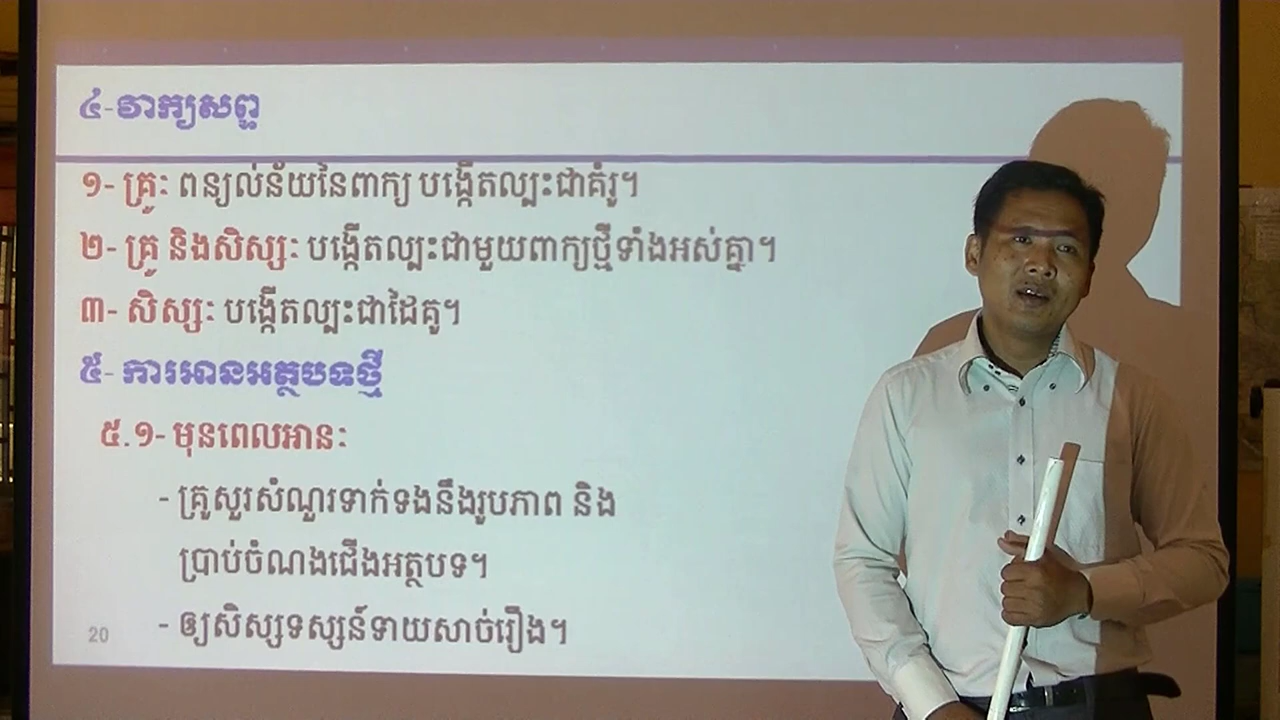 ៤-វាក្យសព្ទ
១- គ្រូៈ ពន្យល់ន័យនៃពាក្យ បង្កើតល្បះជាគំរូ។
២- គ្រូ និងសិស្សៈ បង្កើតល្បះជាមួយពាក្យថ្មីទាំងអស់គ្នា។
៣- សិស្សៈ បង្កើតល្បះជាដៃគូ។
៥- ការអានអត្ថបទថ្មី
៥.១- មុនពេលអានៈ
- គ្រូសួរសំណួរទាក់ទងនឹងរូបភាព និង
ប្រាប់ចំណងជើងអត្ថបទ។
- ឲ្យសិស្សទស្សន៍ទាយសាច់រឿង។
20